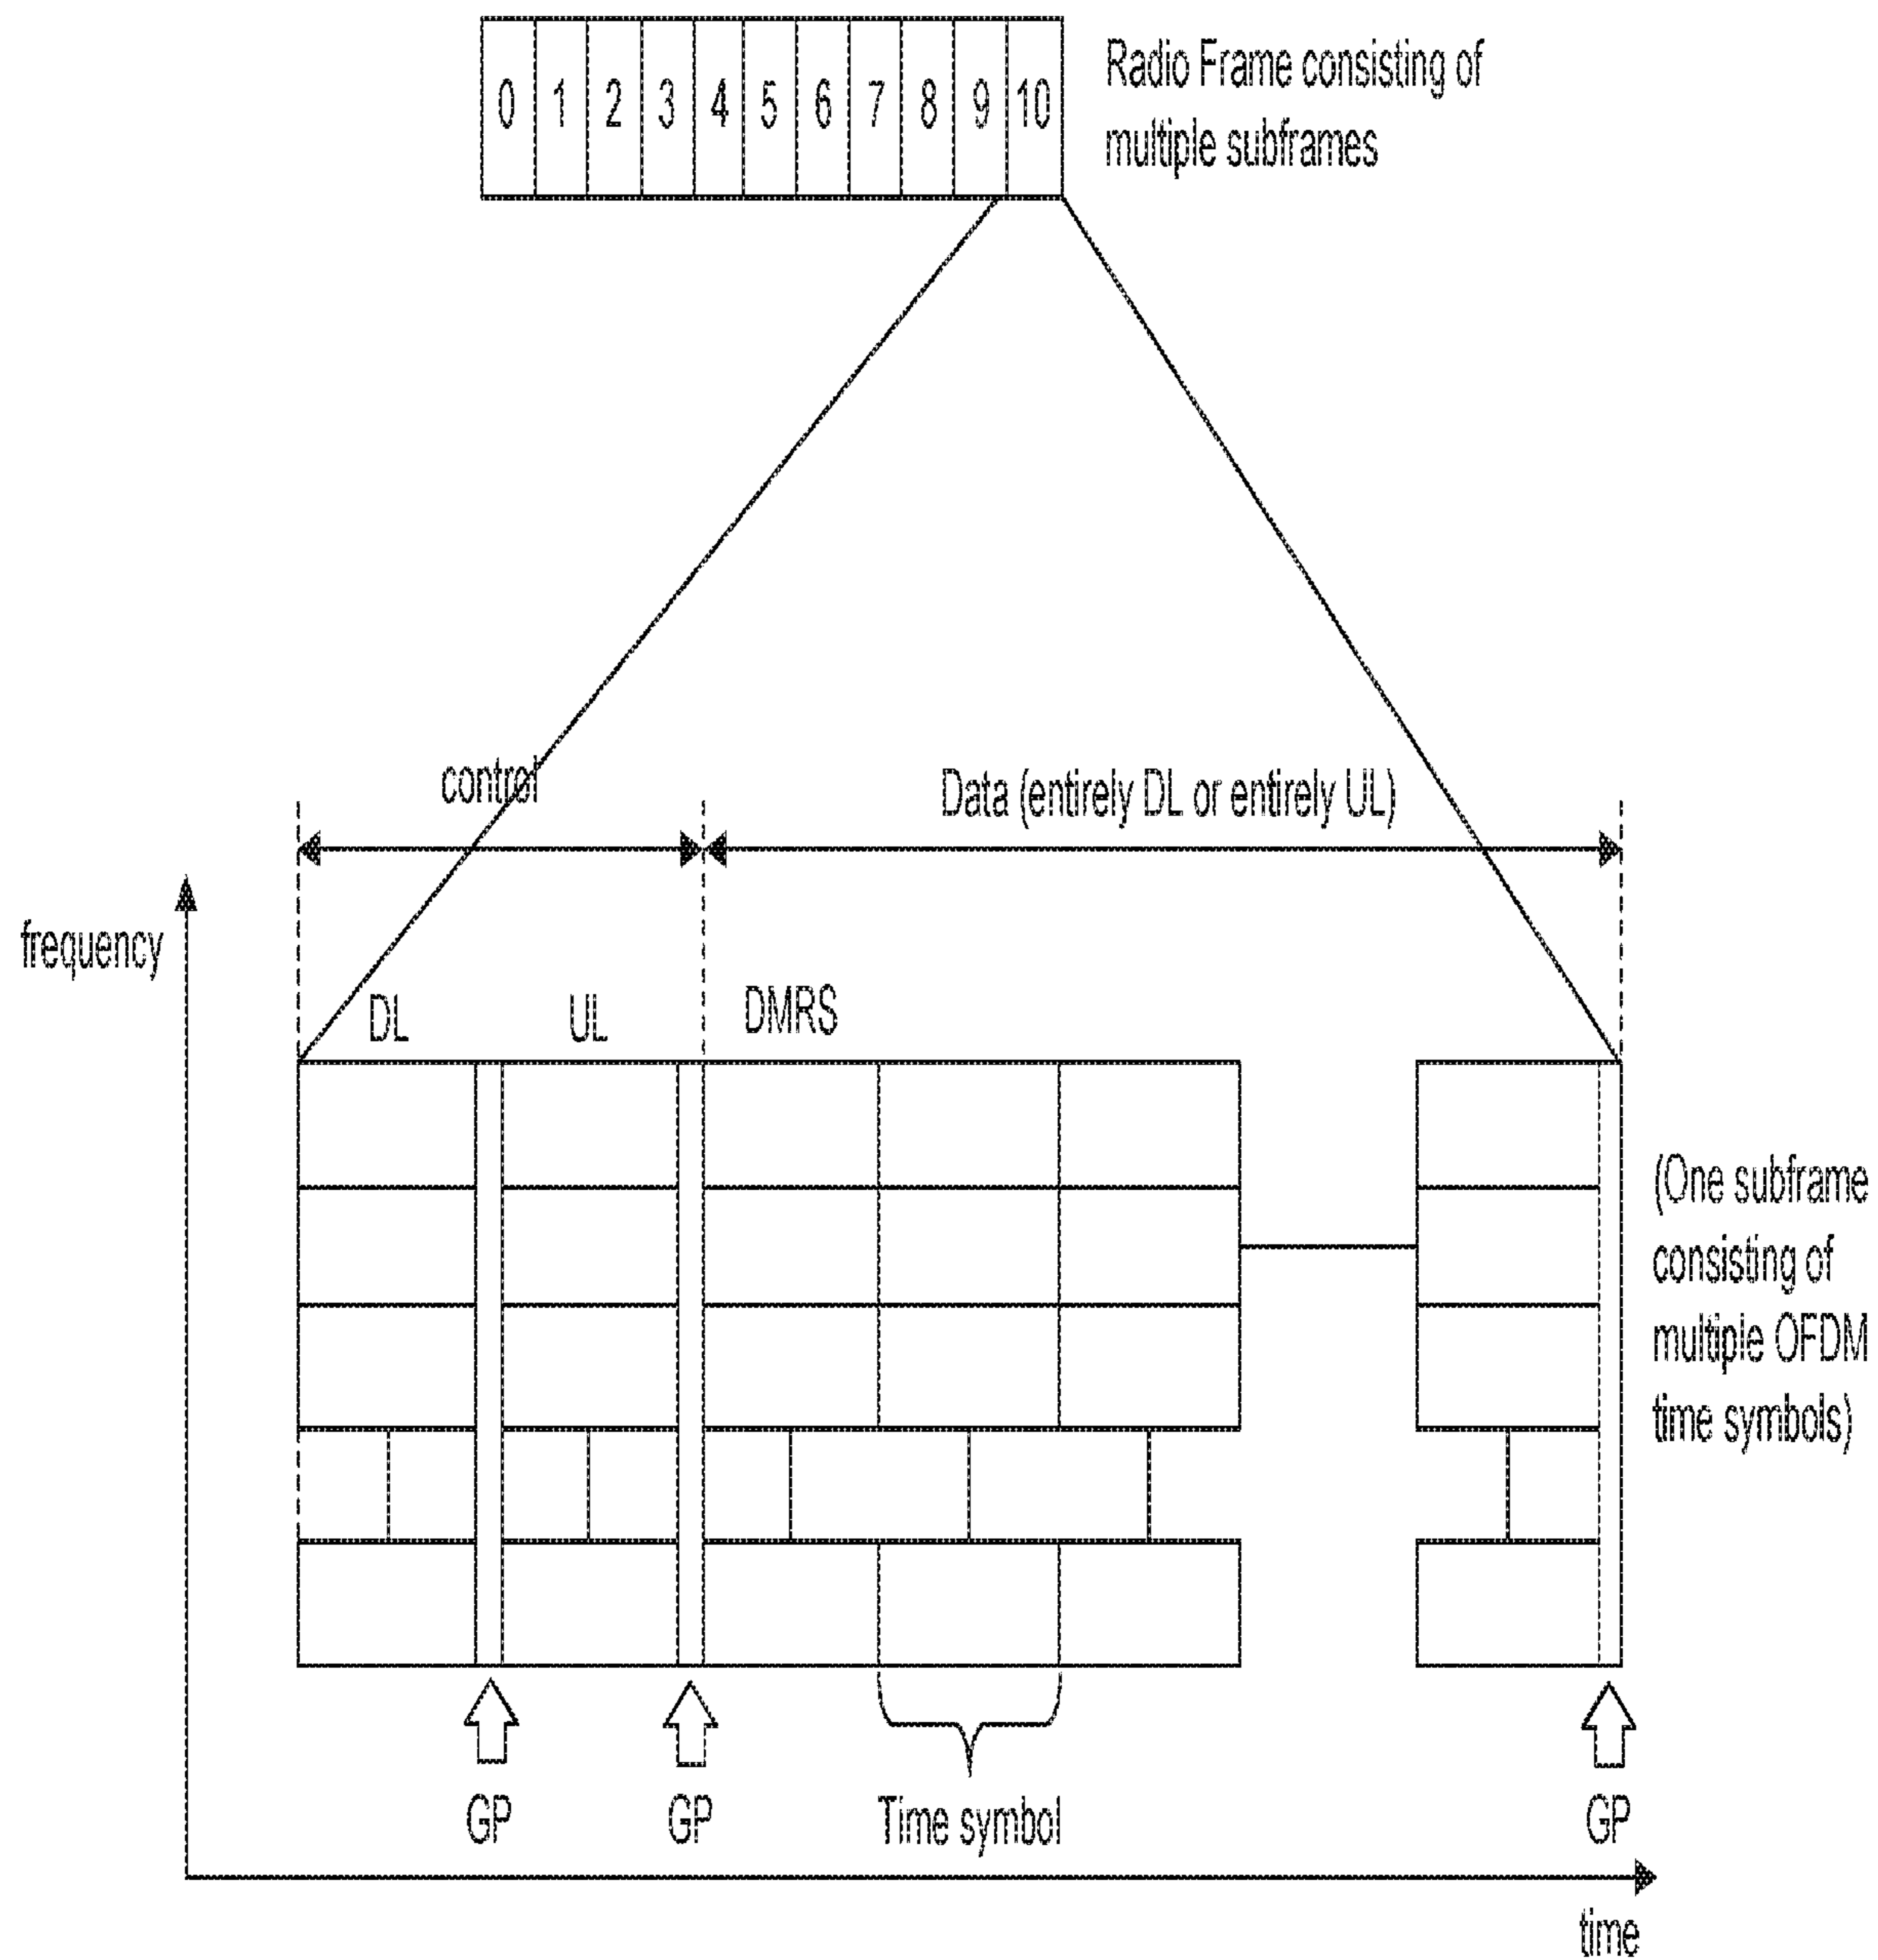 0 1 2 3 4 5 6 7 8 9 10
Radio Frame consisting of
multiple subframes
control
Data (entirely DL or entirely UL)
frequency
DL
UL
DMRS
(One subframe
consisting of
multiple OFDM
time symbols)
GP
GP
Time symbol
GP
time